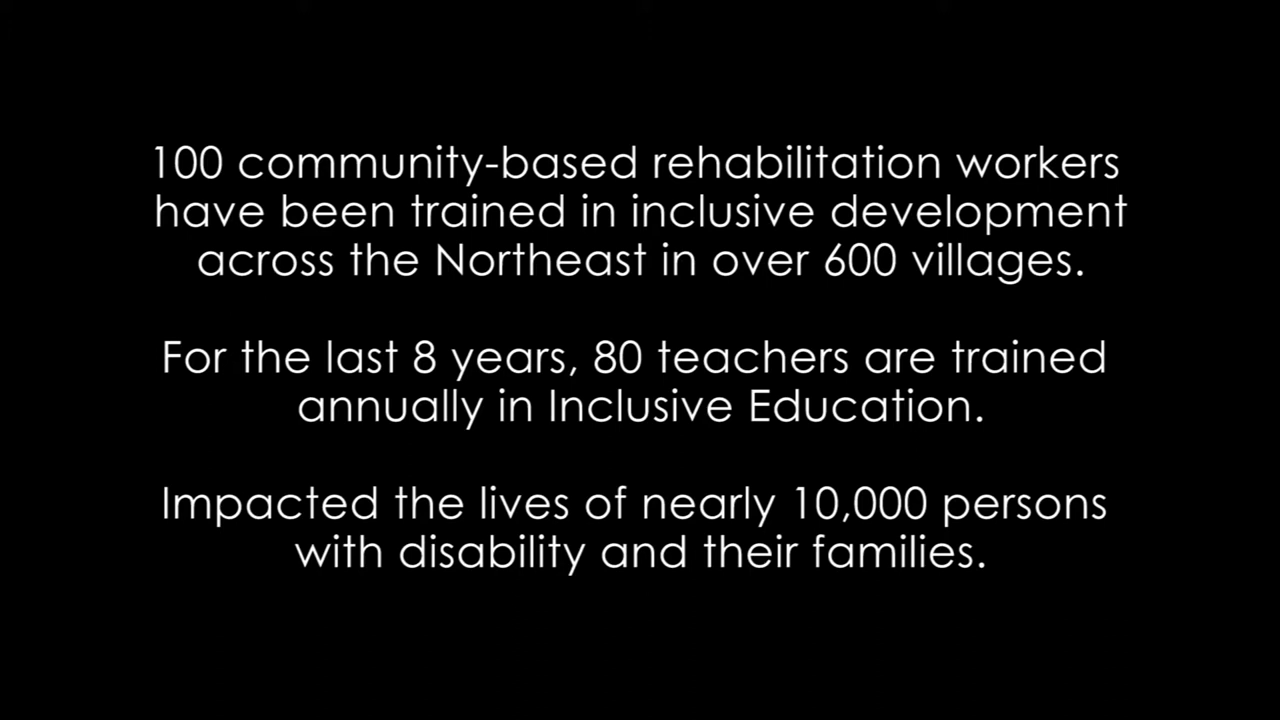 100 community-based rehabilitation workers
have been trained in inclusive development
across the Northeast in over 600 villages.
For the last 8 years, 80 teachers are trained
annually in Inclusive Education.
Impacted the lives of nearly 10,000 persons
with disability and their families.